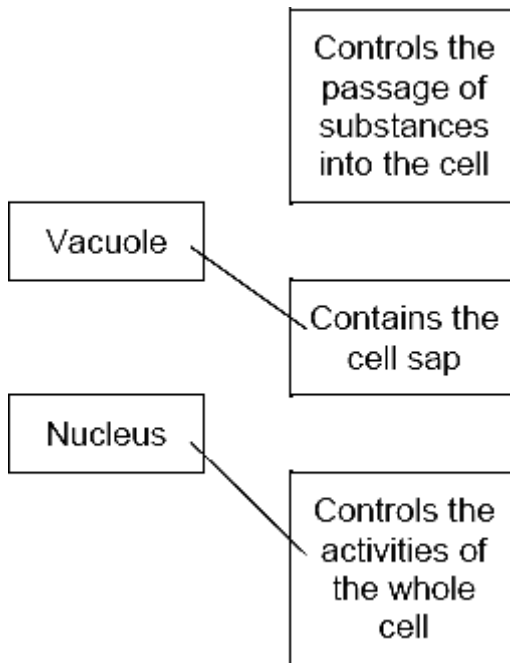 Controls the
passage of
substances
into the cell
Vacuole
Contains the
cell sap
Nucleus
Controls the
activities of
the whole
cell